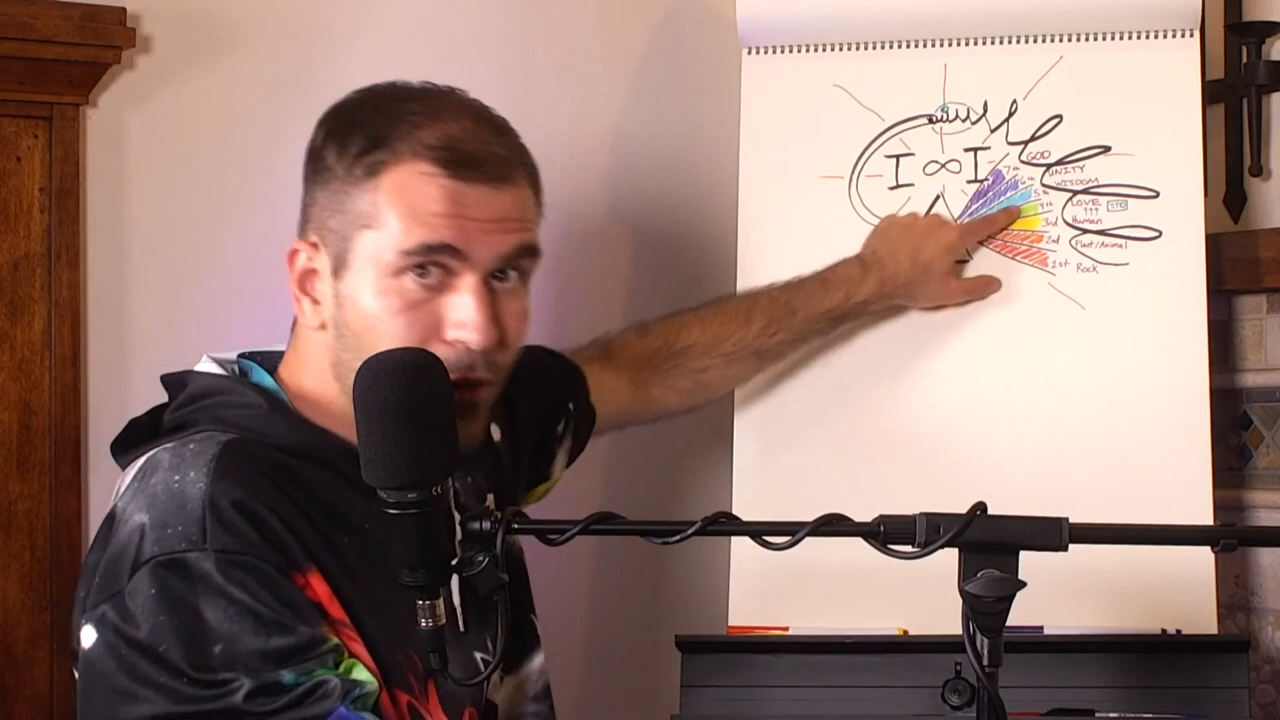 I ∞ I
GOD
7th
UNITY
6th
WISDOM
5th
LOVE STO
4th
↑↑↑
Human
3rd
Plant/Animal
2nd
1st Rock